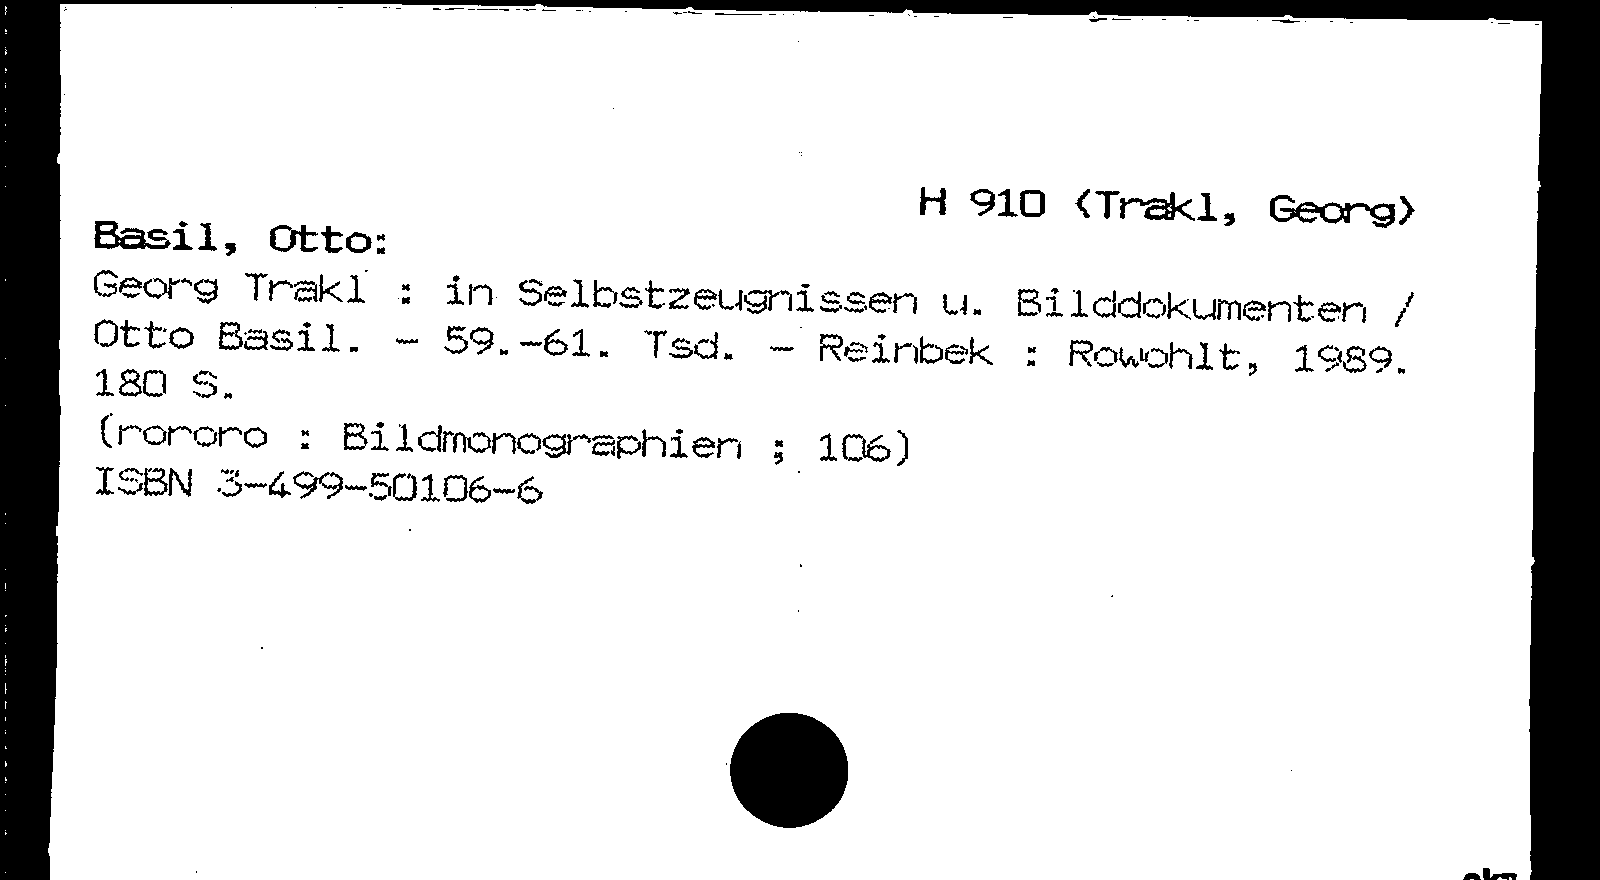 H 910 <Trakl, Georg>
Basil, Otto:
Georg Trakl : in Selbstzeugnissen u. Bilddokumenten /
Otto Basil. - 59.-61. Tsd. - Reinbek : Rowohlt, 1989.
180 S.
(rororo : Bildmonographien ; 106)
ISBN 3-499-50106-6